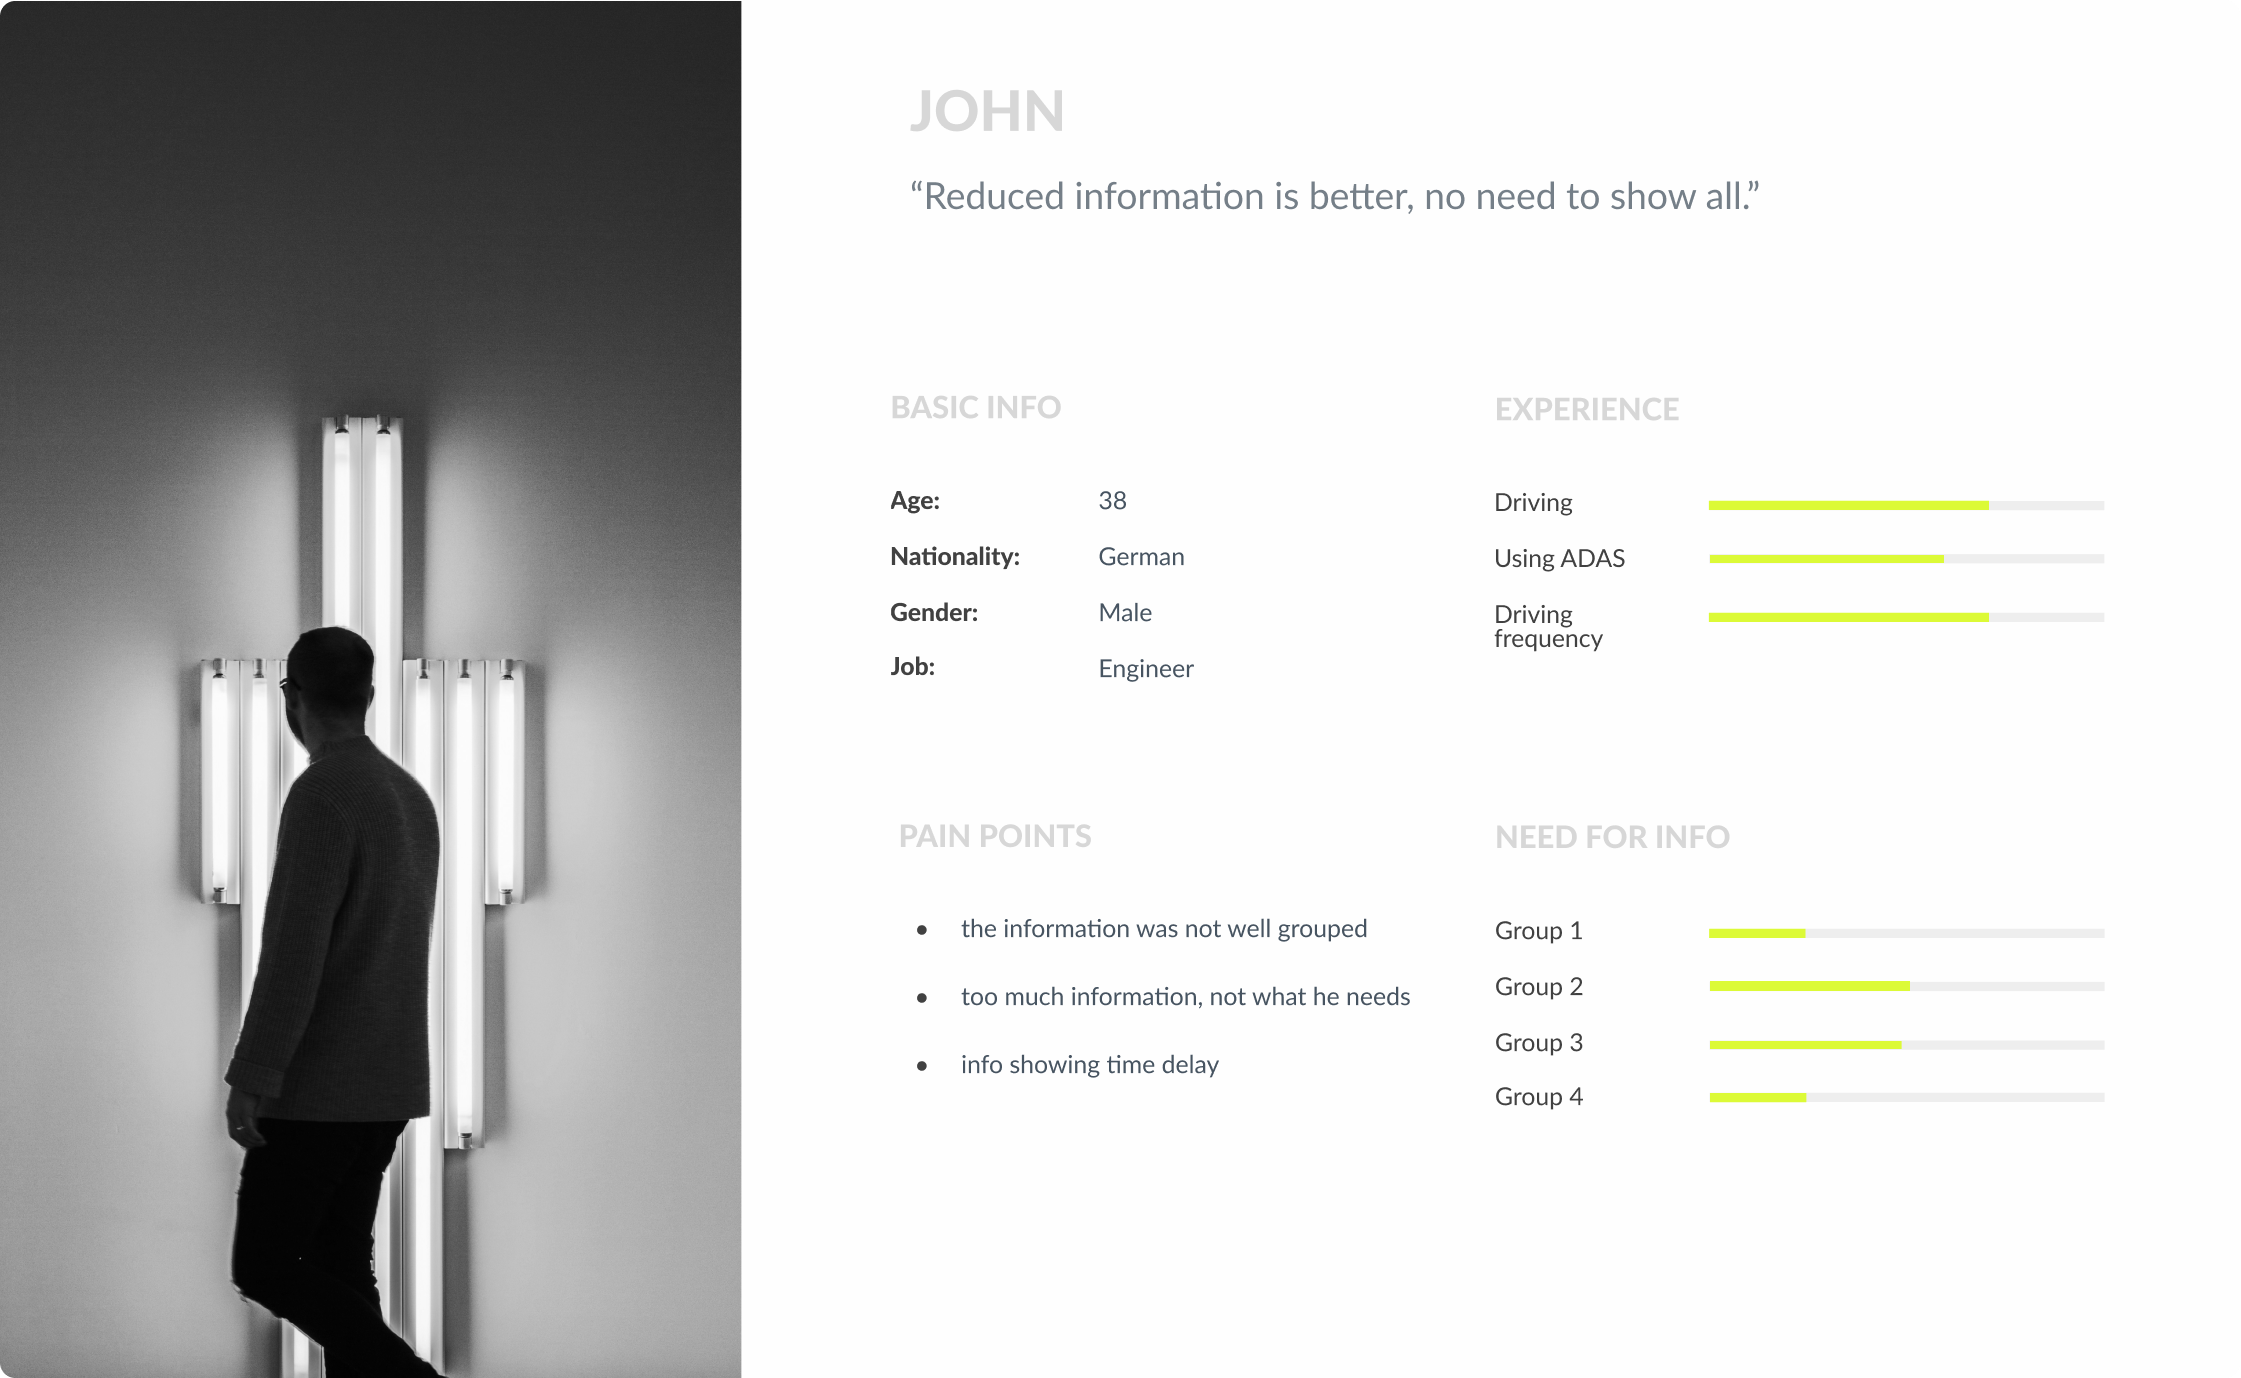 JOHN
“Reduced information is better, no need to show all.”
BASIC INFO
Age: 38
Nationality: German
Gender: Male
Job: Engineer
EXPERIENCE
Driving
Using ADAS
Driving
frequency
PAIN POINTS
• the information was not well grouped
• too much information, not what he needs
• info showing time delay
NEED FOR INFO
Group 1
Group 2
Group 3
Group 4